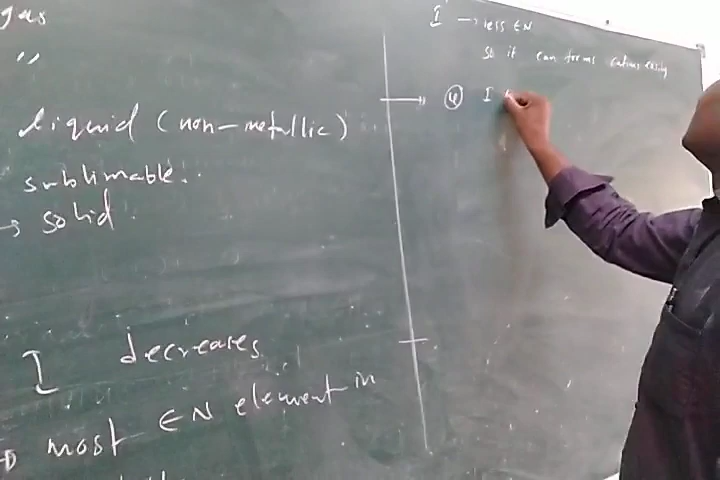 gas
"
liquid (non-metallic)
sublimable..
→ solid.
I decreases
→ most EN element in
I → less EN
so it can forms cations easily
④ I